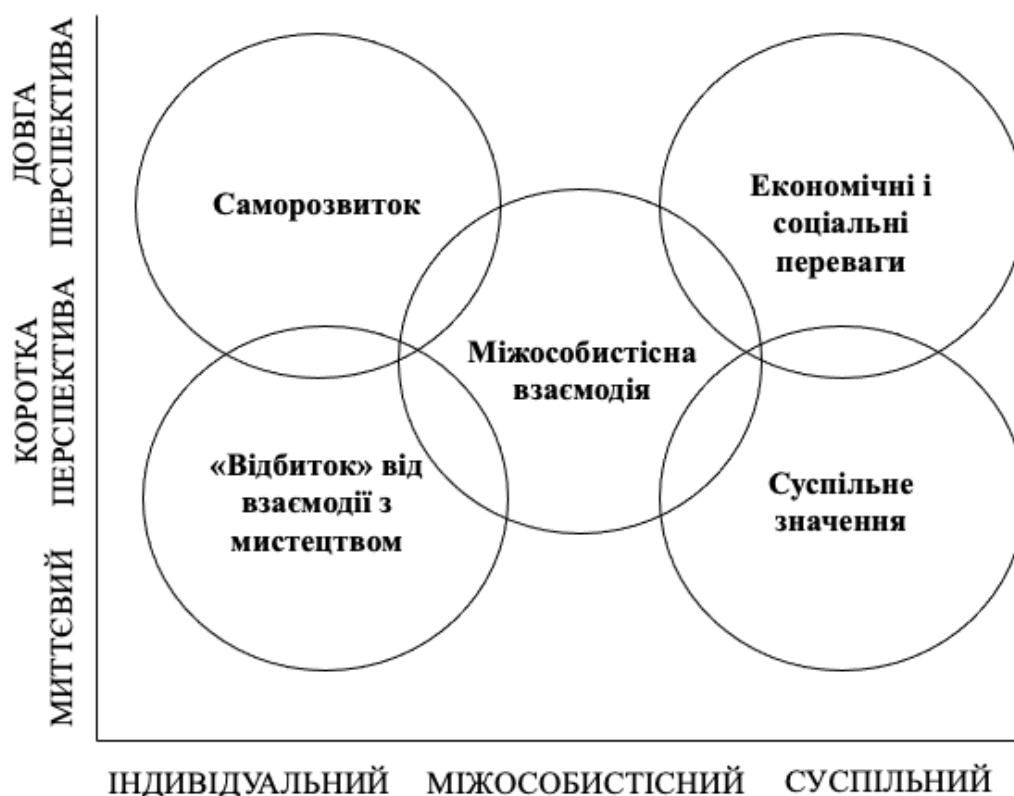 ДОВГА
ПЕРСПЕКТИВА
КОРОТКА
ПЕРСПЕКТИВА
МИТТЄВИЙ
Саморозвиток
Економічні і
соціальні
переваги
Міжособистісна
взаємодія
«Відбиток» від
взаємодії з
мистецтвом
Суспільне
значення
ІНДИВІДУАЛЬНИЙ
МІЖОСОБИСТІСНИЙ
СУСПІЛЬНИЙ